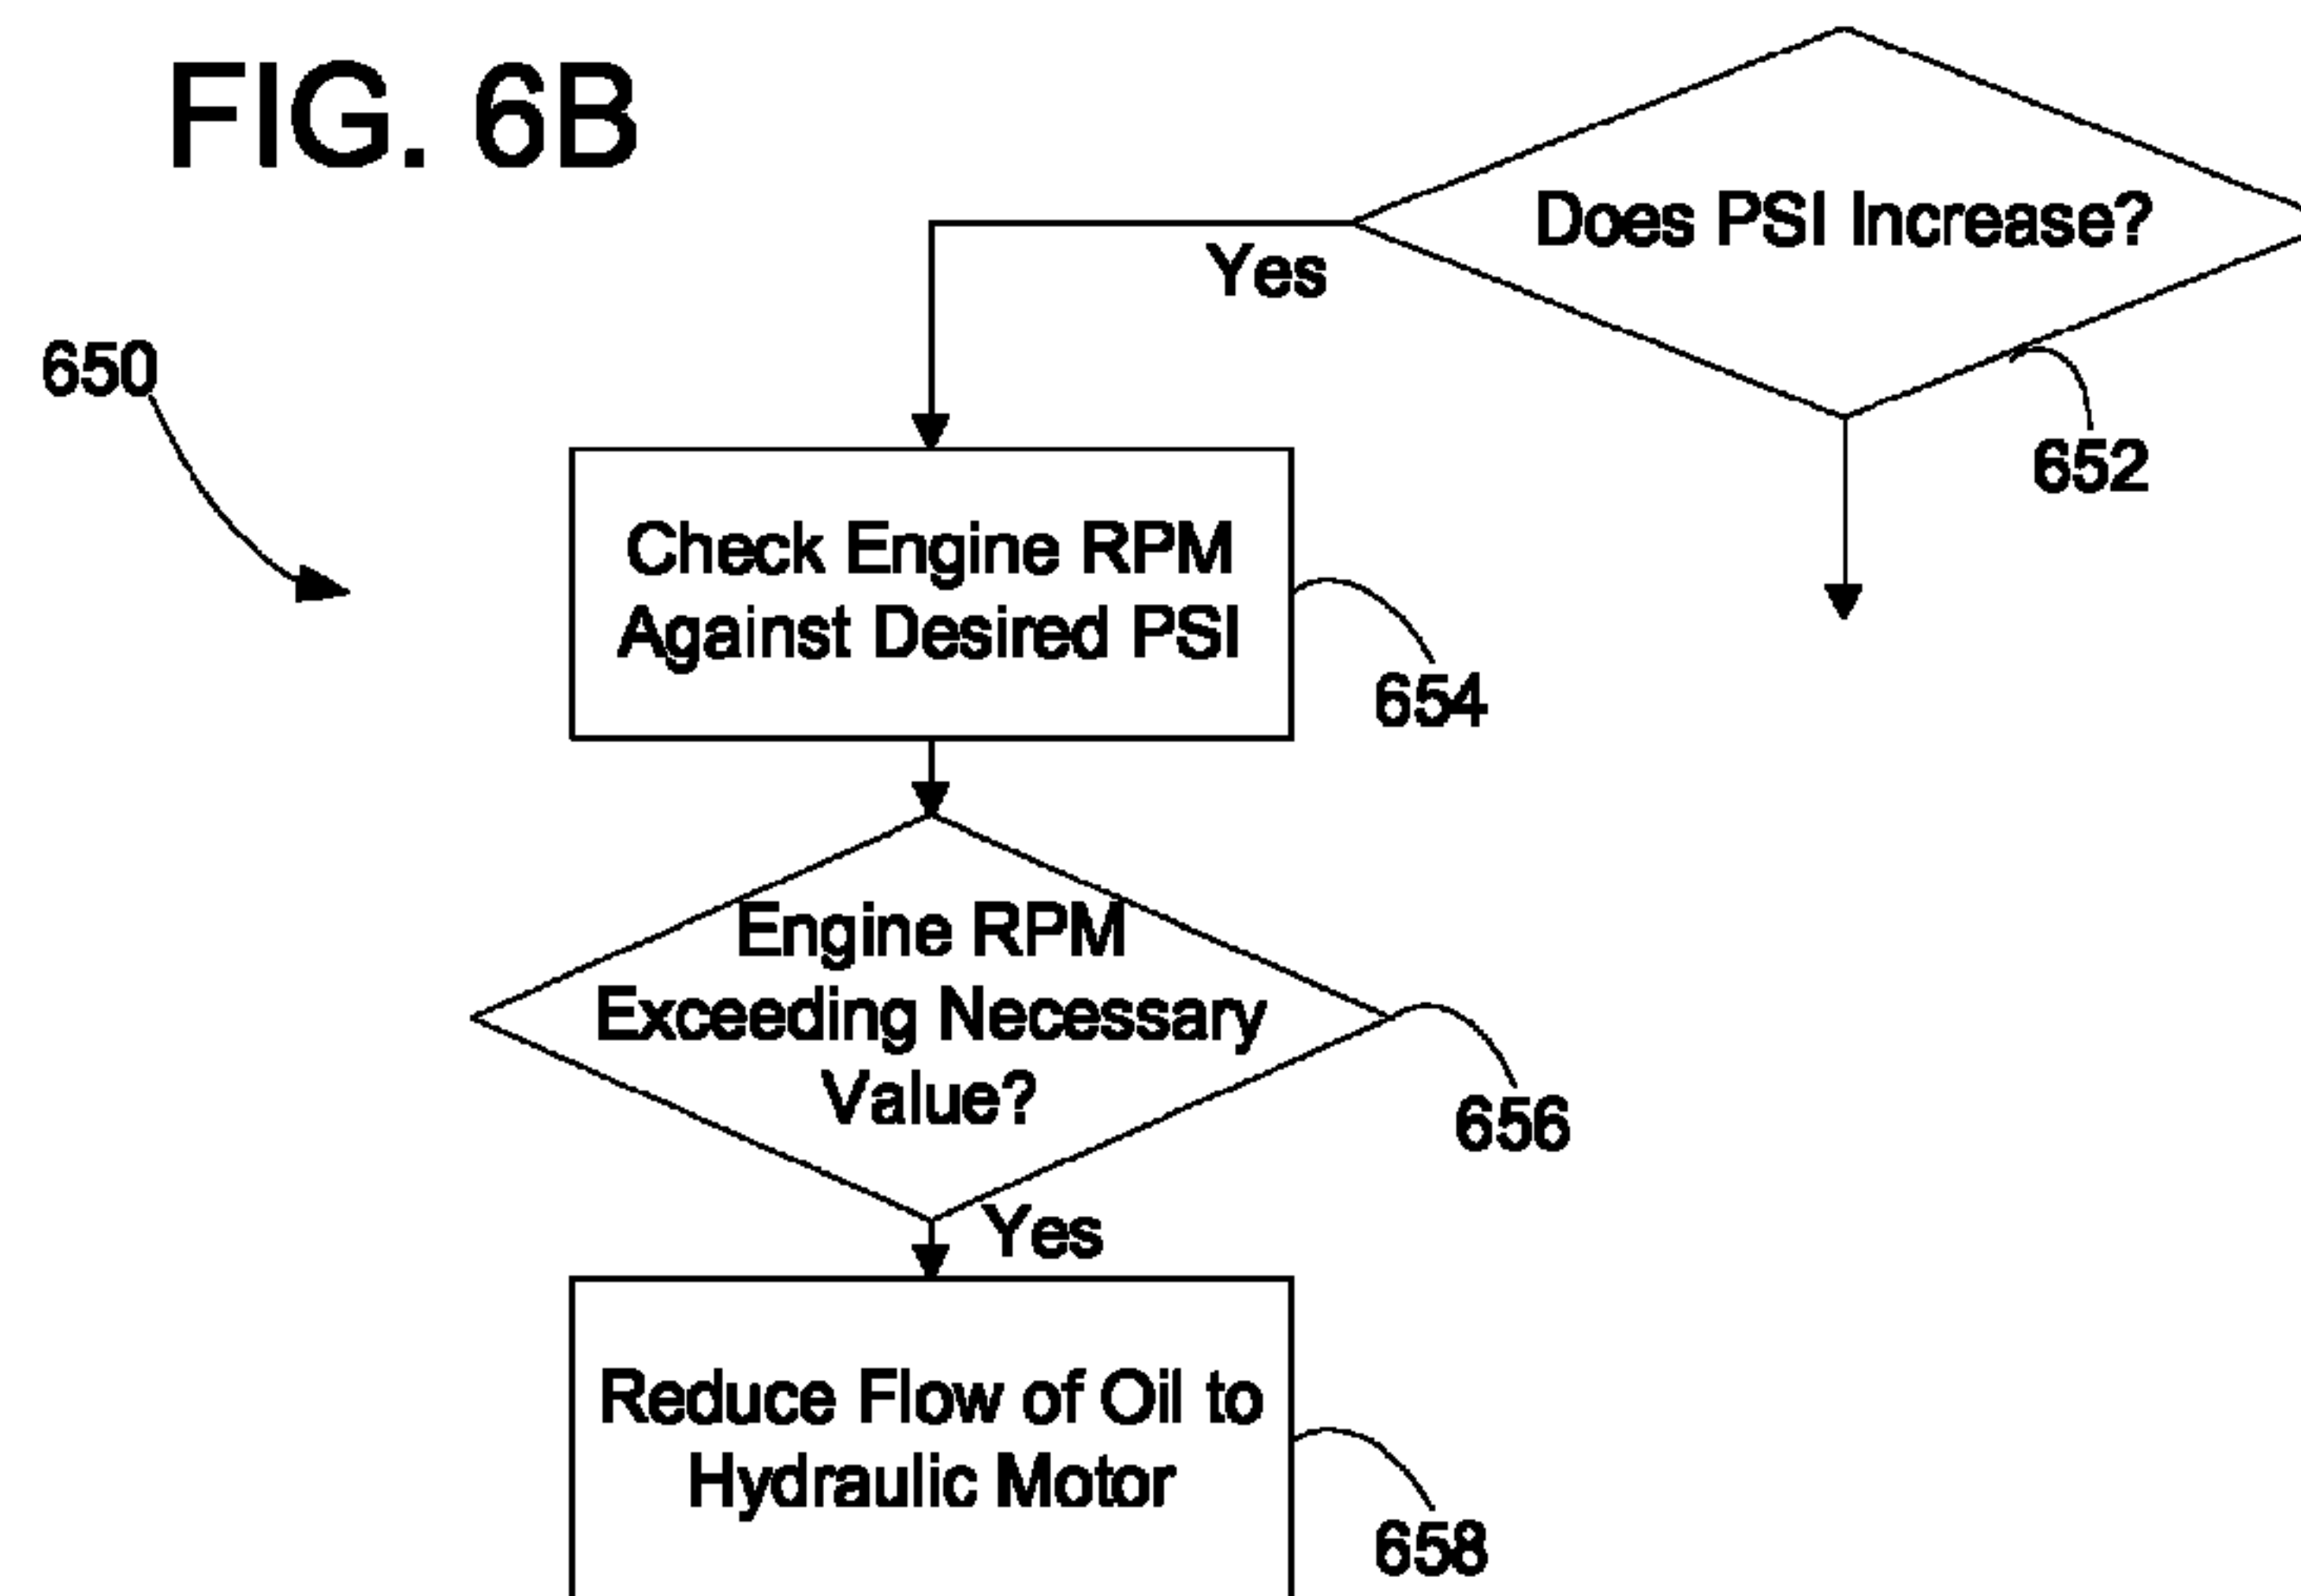 FIG. 6B
Does PSI Increase?
Yes
650
652
Check Engine RPM
Against Desired PSI
654
Engine RPM
Exceeding Necessary
Value?
656
Yes
Reduce Flow of Oil to
Hydraulic Motor
658